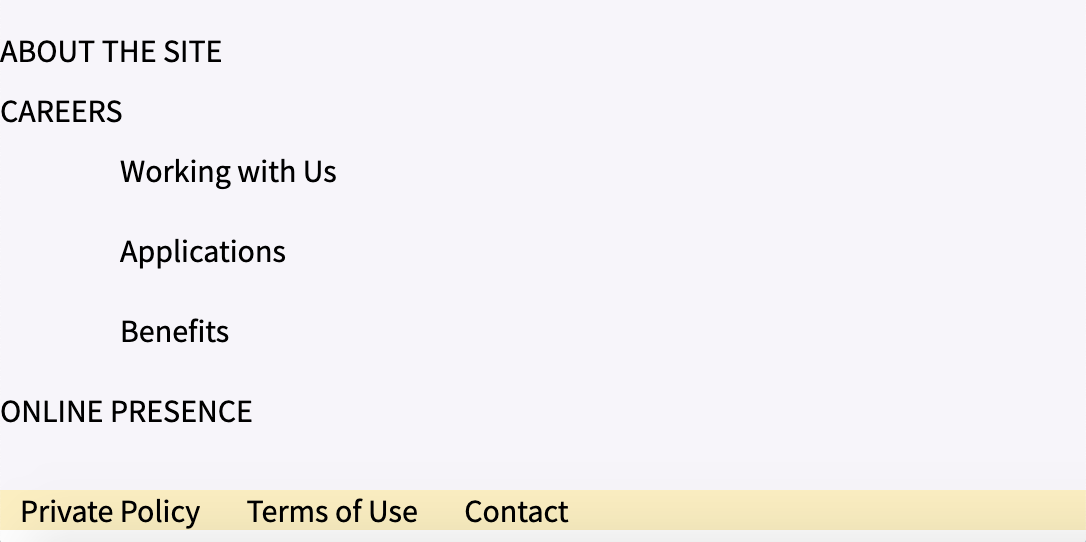 ABOUT THE SITE
CAREERS
Working with Us
Applications
Benefits
ONLINE PRESENCE
Private Policy Terms of Use Contact